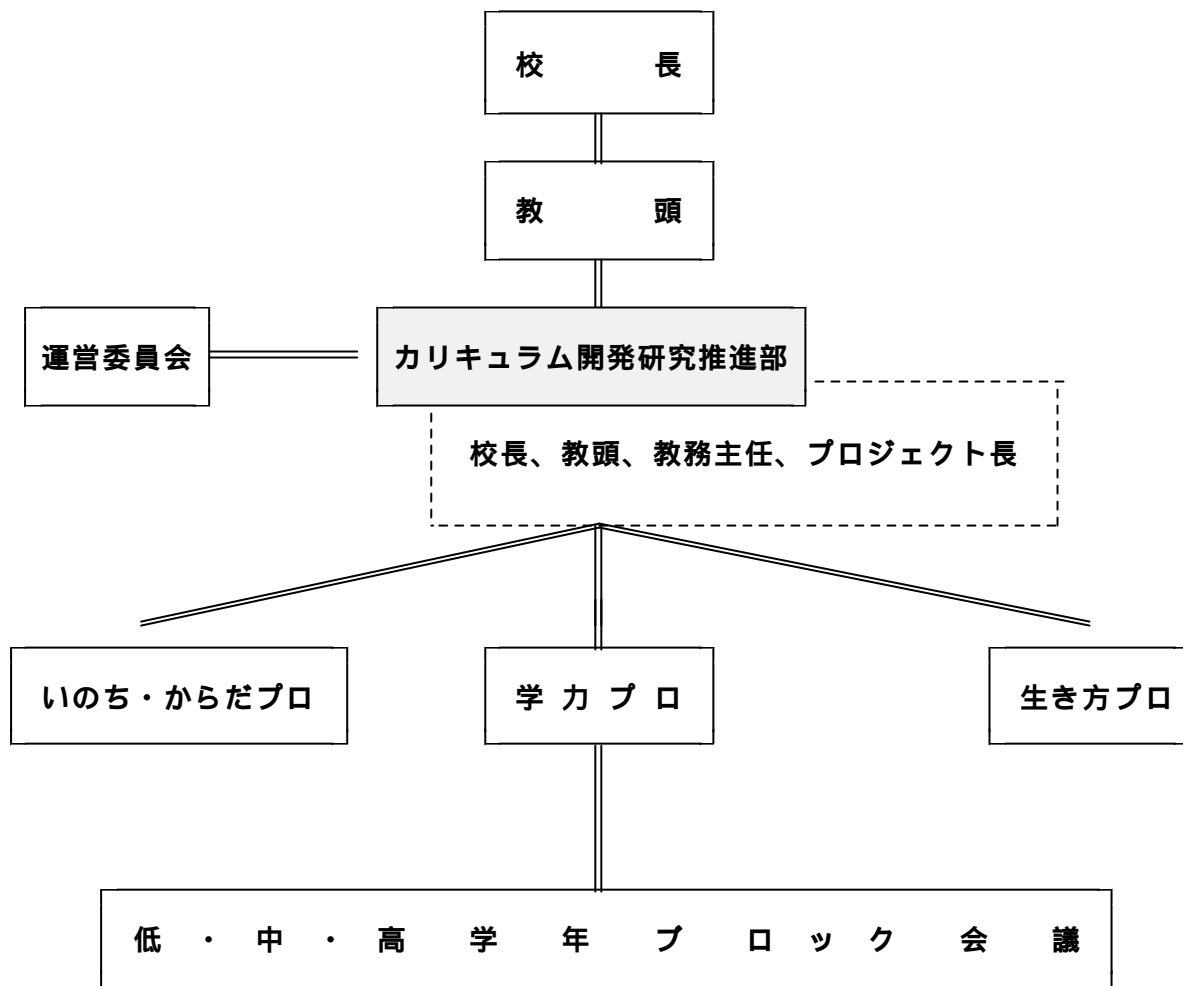 校長
教頭
運営委員会
カリキュラム開発研究推進部
校長、教頭、教務主任、プロジェクト長
いのち・からだプロ
学力プロ
生き方プロ
低・中・高学年ブロック会議